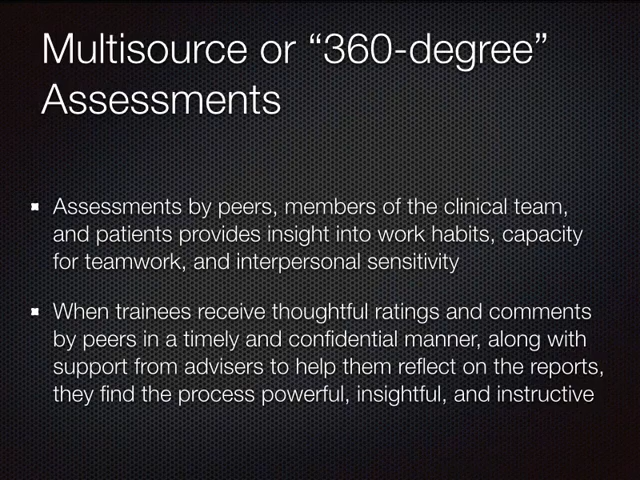 Multisource or “360-degree”
Assessments
Assessments by peers, members of the clinical team,
and patients provides insight into work habits, capacity
for teamwork, and interpersonal sensitivity
When trainees receive thoughtful ratings and comments
by peers in a timely and confidential manner, along with
support from advisers to help them reflect on the reports,
they find the process powerful, insightful, and instructive